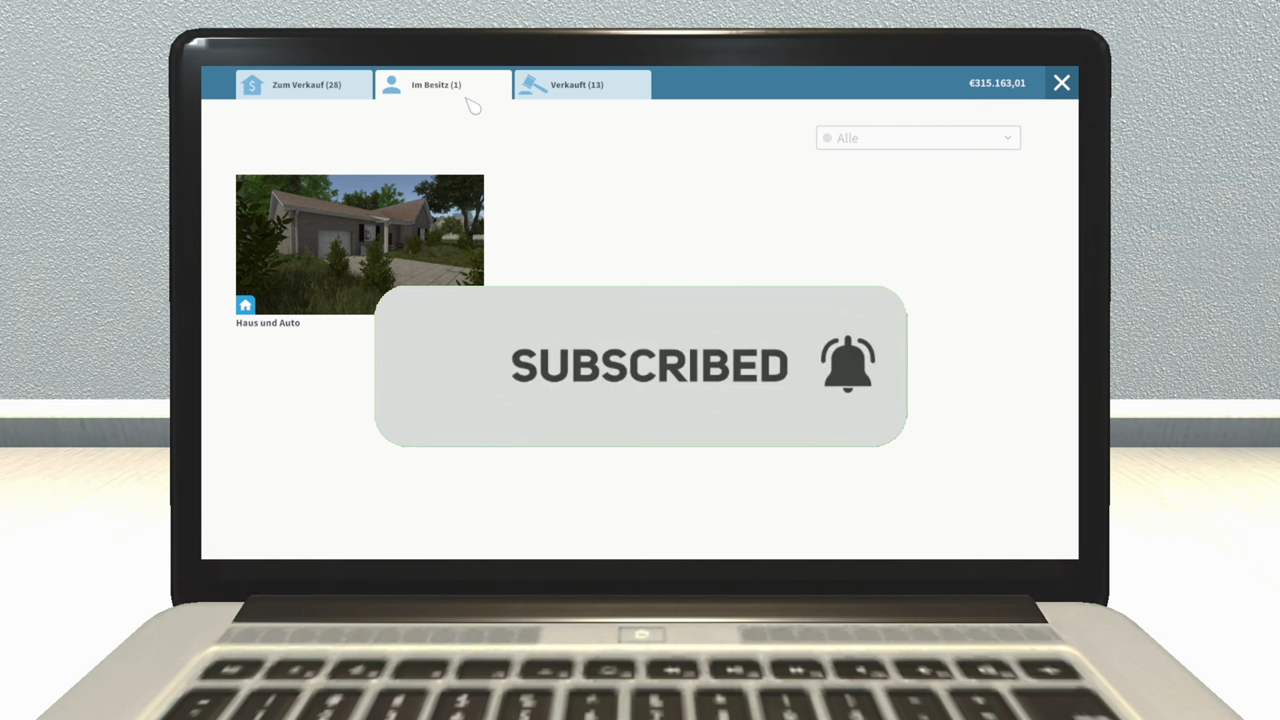 Zum Verkauf (28)
Im Besitz (1)
Verkauft (13)
€315.163,01
Alle
Haus und Auto
SUBSCRIBED